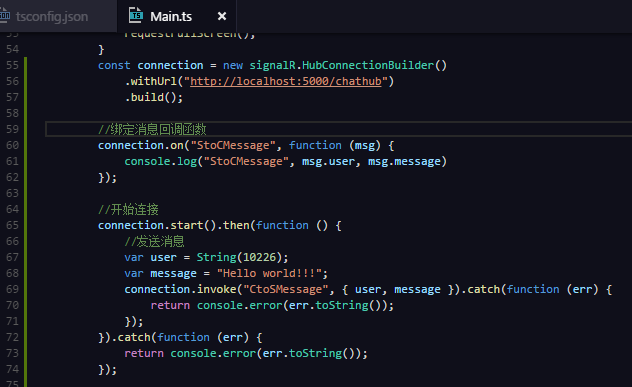 tsconfig.json
TS Main.ts
53 requestFullScreen();
54 }
55 const connection = new signalR.HubConnectionBuilder()
56 .withUrl("http://localhost:5000/chathub")
57 .build();
58
59 //绑定消息回调函数
60 connection.on("StoCMessage", function (msg) {
61 console.log("StoCMessage", msg.user, msg.message)
62 });
63
64 //开始连接
65 connection.start().then(function () {
66 //发送消息
67 var user = String(10226);
68 var message = "Hello world!!!";
69 connection.invoke("CtoSMessage", { user, message }).catch(function (err) {
70 return console.error(err.toString());
71 });
72 }).catch(function (err) {
73 return console.error(err.toString());
74 });
75